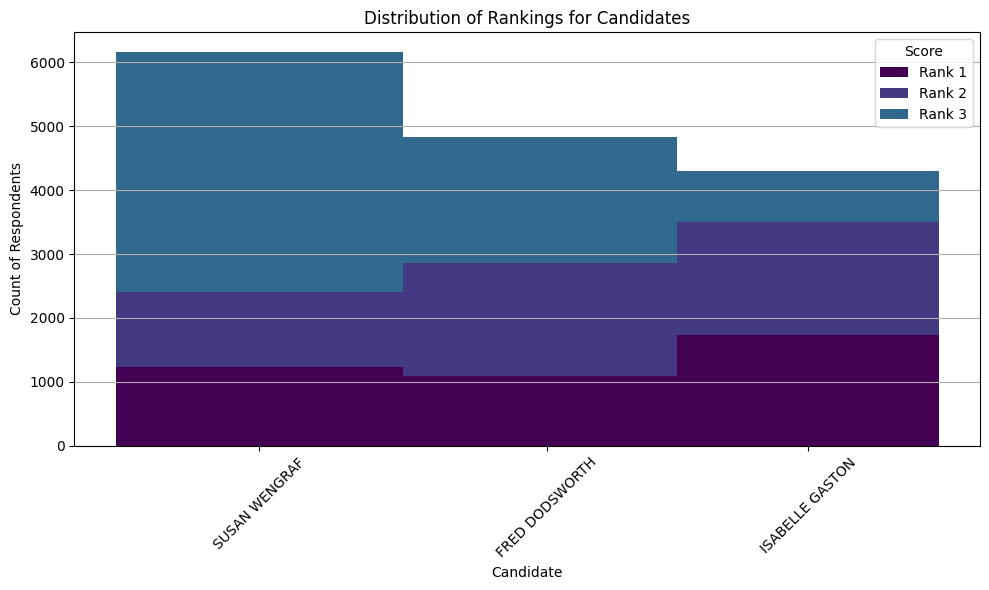 Distribution of Rankings for Candidates
Count of Respondents
6000
5000
4000
3000
2000
1000
0
Score
Rank 1
Rank 2
Rank 3
SUSAN WENGRAF
FRED DODSWORTH
ISABELLE GASTON
Candidate